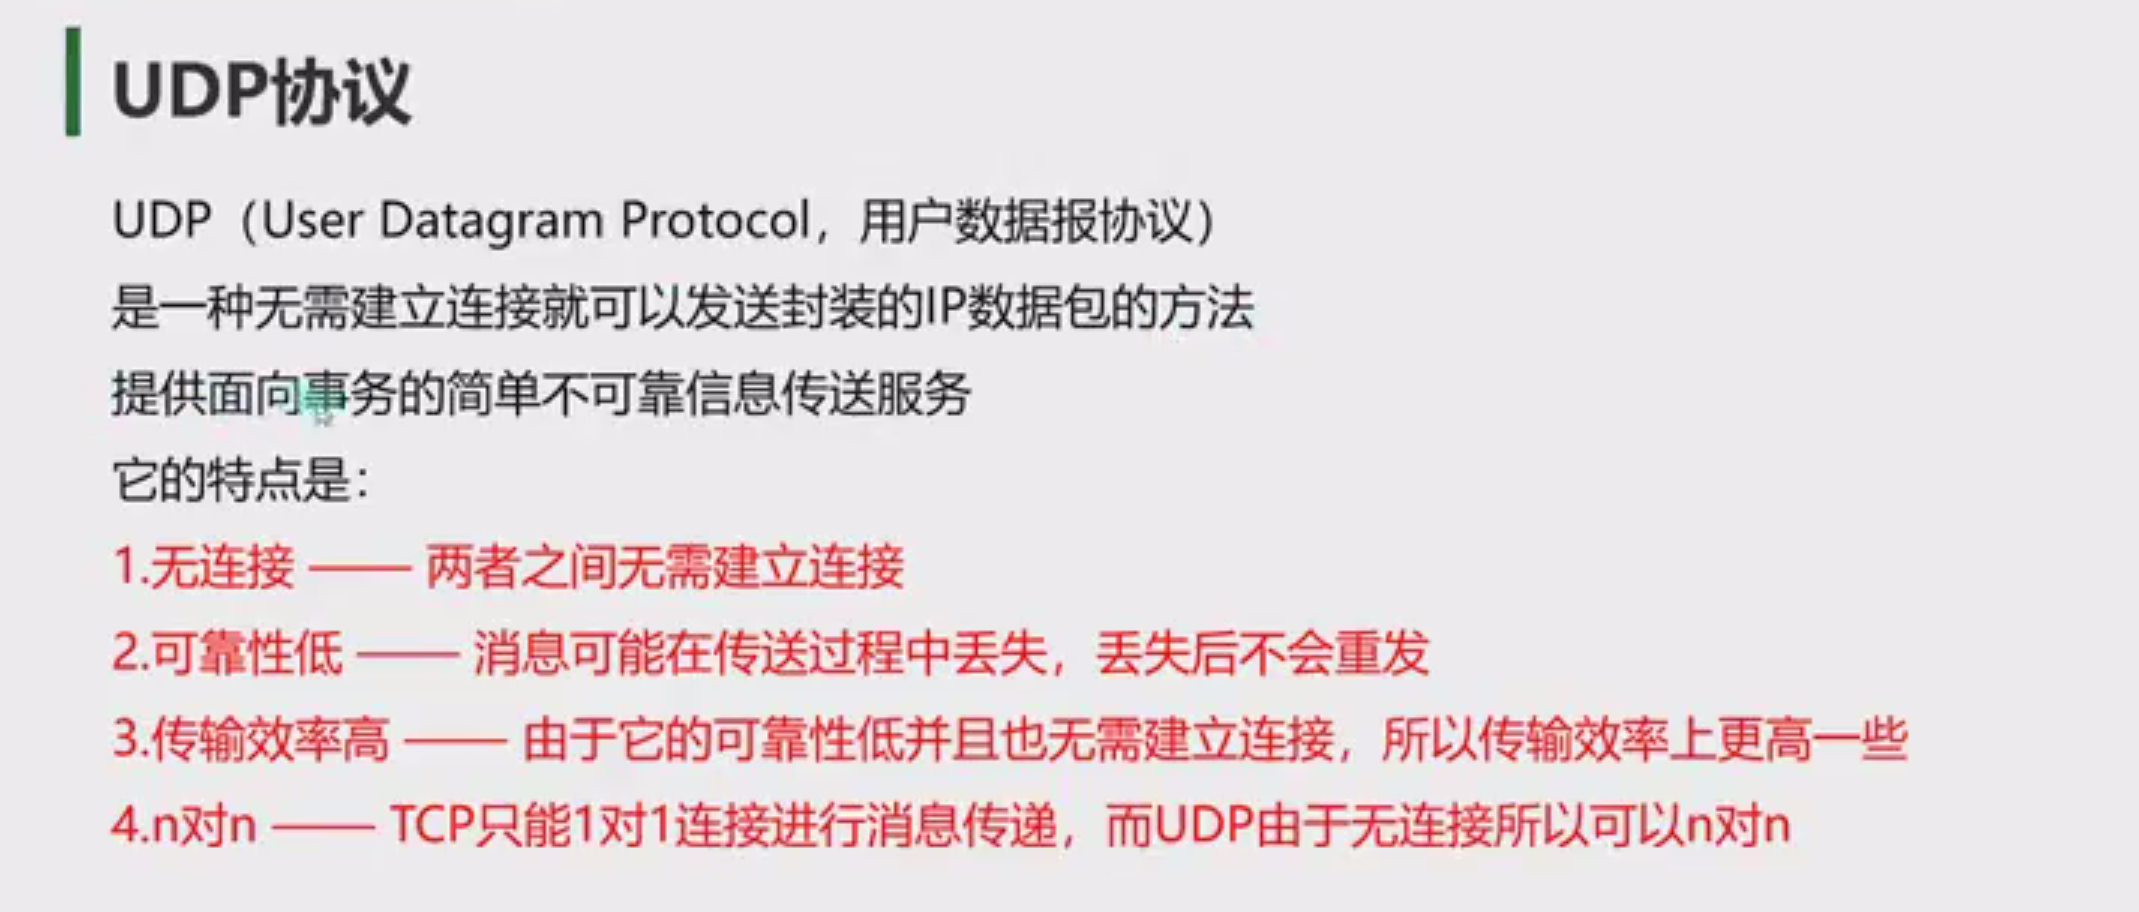 UDP协议
UDP（User Datagram Protocol，用户数据报协议）
是一种无需建立连接就可以发送封装的IP数据包的方法
提供面向事务的简单不可靠信息传送服务
它的特点是：
1.无连接 —— 两者之间无需建立连接
2.可靠性低 —— 消息可能在传送过程中丢失，丢失后不会重发
3.传输效率高 —— 由于它的可靠性低并且也无需建立连接，所以传输效率上更高一些
4.n对n —— TCP只能1对1连接进行消息传递，而UDP由于无连接所以可以n对n